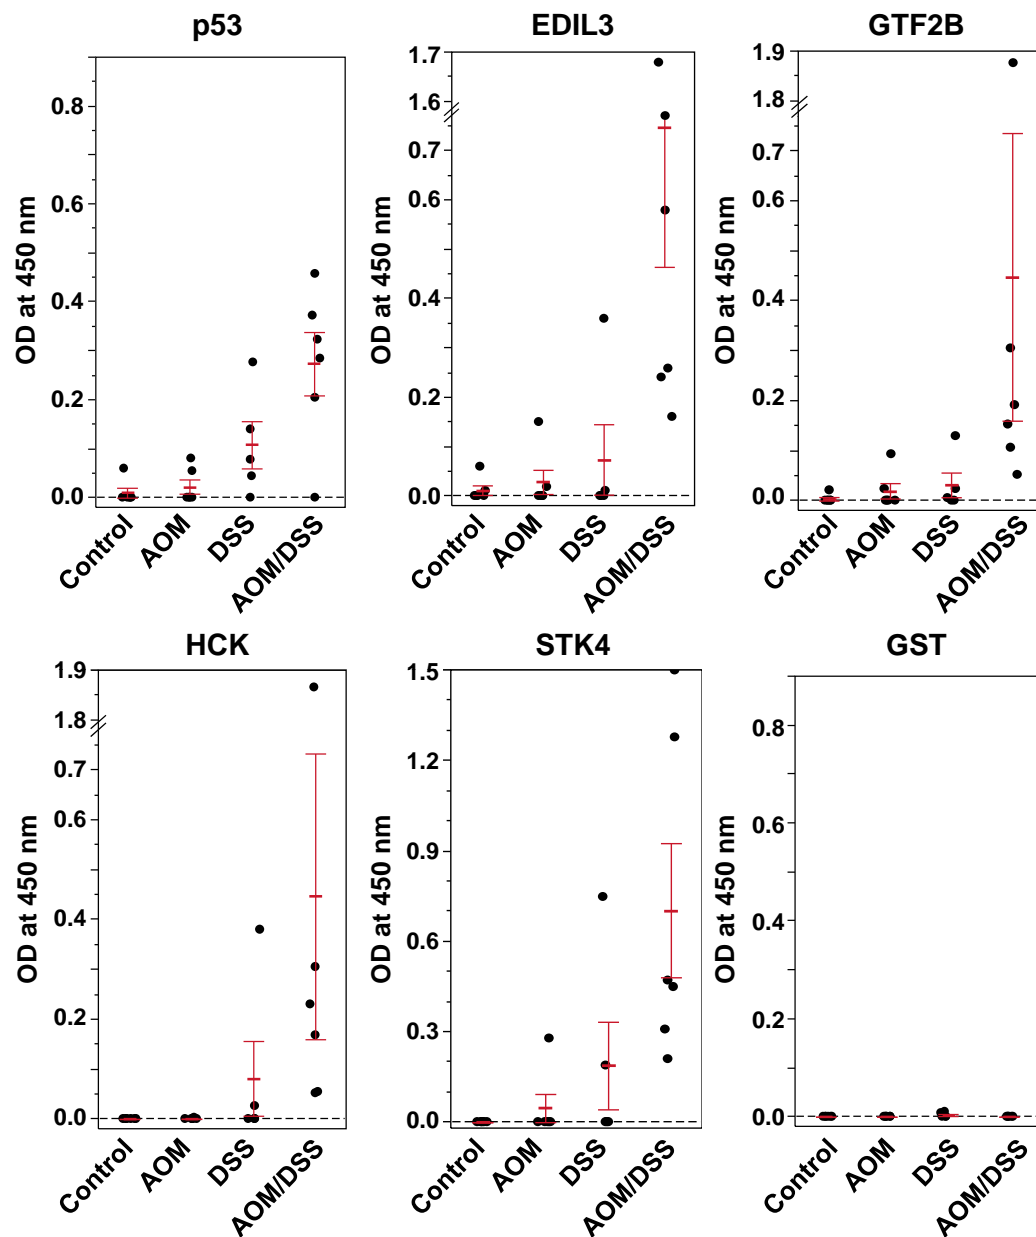 p53
OD at 450 nm
0.8
0.6
0.4
0.2
0.0
Control
AOM
DSS
AOM/DSS
EDIL3
OD at 450 nm
1.7
1.6
0.7
0.6
0.4
0.2
0.0
Control
AOM
DSS
AOM/DSS
GTF2B
OD at 450 nm
1.9
1.8
0.7
0.6
0.4
0.2
0.0
Control
AOM
DSS
AOM/DSS
HCK
OD at 450 nm
1.9
1.8
0.7
0.6
0.4
0.2
0.0
Control
AOM
DSS
AOM/DSS
STK4
OD at 450 nm
1.5
1.2
0.9
0.6
0.3
0.0
Control
AOM
DSS
AOM/DSS
GST
OD at 450 nm
0.8
0.6
0.4
0.2
0.0
Control
AOM
DSS
AOM/DSS